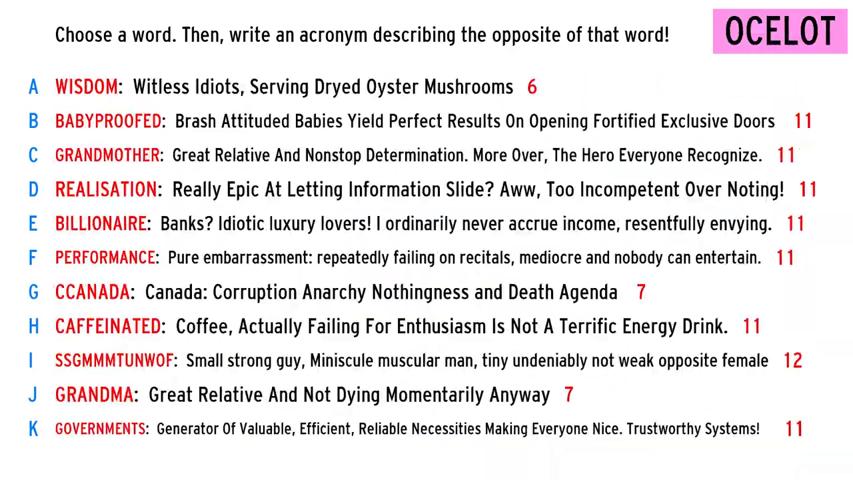 Choose a word. Then, write an acronym describing the opposite of that word!
OCELOT
A WISDOM: Witless Idiots, Serving Dryed Oyster Mushrooms 6
B BABYPROOFED: Brash Attituded Babies Yield Perfect Results On Opening Fortified Exclusive Doors 11
C GRANDMOTHER: Great Relative And Nonstop Determination. More Over, The Hero Everyone Recognize. 11
D REALISATION: Really Epic At Letting Information Slide? Aww, Too Incompetent Over Noting! 11
E BILLIONAIRE: Banks? Idiotic luxury lovers! I ordinarily never accrue income, resentfully envying. 11
F PERFORMANCE: Pure embarrassment: repeatedly failing on recitals, mediocre and nobody can entertain. 11
G CCANADA: Canada: Corruption Anarchy Nothingness and Death Agenda 7
H CAFFEINATED: Coffee, Actually Failing For Enthusiasm Is Not A Terrific Energy Drink. 11
I SSGMMMTUNWOF: Small strong guy, Miniscule muscular man, tiny undeniably not weak opposite female 12
J GRANDMA: Great Relative And Not Dying Momentarily Anyway 7
K GOVERNMENTS: Generator Of Valuable, Efficient, Reliable Necessities Making Everyone Nice. Trustworthy Systems! 11